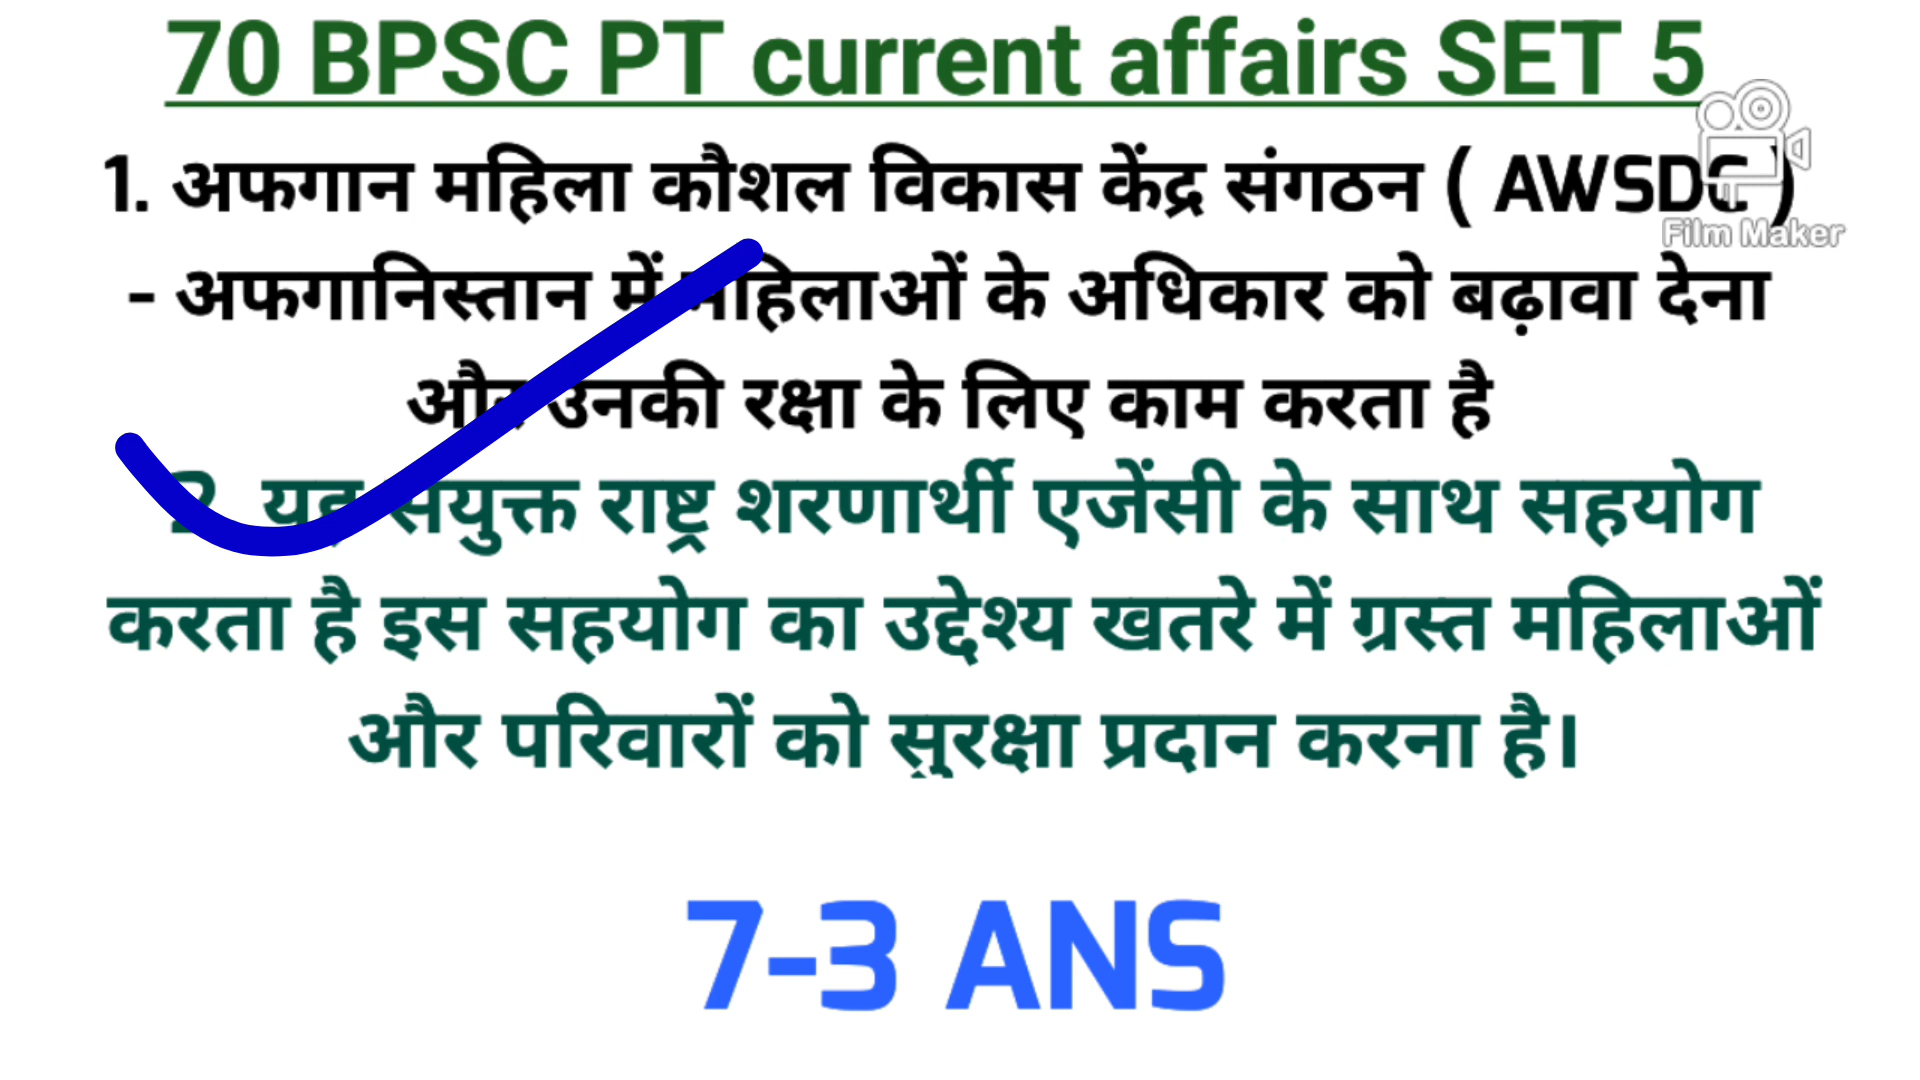 70 BPSC PT current affairs SET 5
1. अफगान महिला कौशल विकास केंद्र संगठन ( AWSDC )
Film Maker
- अफगानिस्तान में महिलाओं के अधिकार को बढ़ावा देना
और उनकी रक्षा के लिए काम करता है
2. यह संयुक्त राष्ट्र शरणार्थी एजेंसी के साथ सहयोग
करता है इस सहयोग का उद्देश्य खतरे में ग्रस्त महिलाओं
और परिवारों को सुरक्षा प्रदान करना है।
7-3 ANS